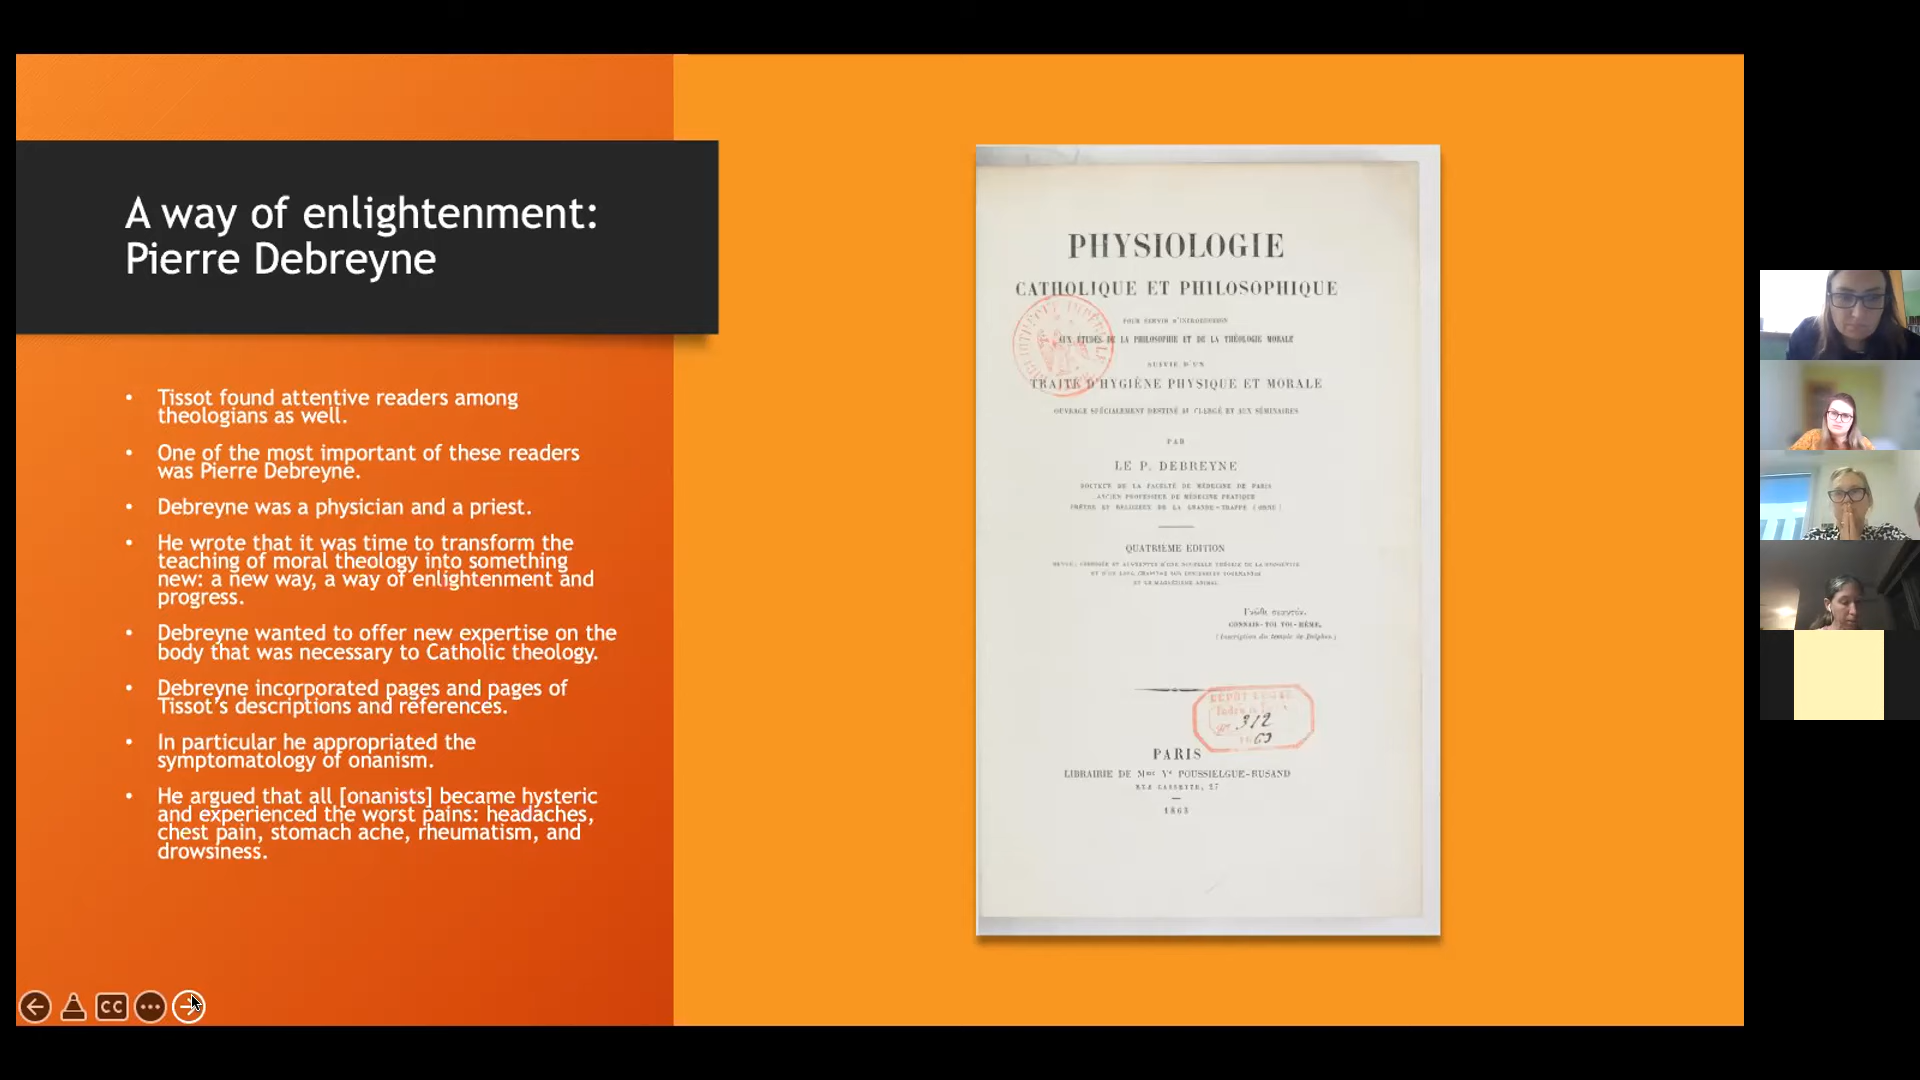 A way of enlightenment:
Pierre Debreyne
• Tissot found attentive readers among
theologians as well.
• One of the most important of these readers
was Pierre Debreyne.
• Debreyne was a physician and a priest.
• He wrote that it was time to transform the
teaching of moral theology into something
new: a new way, a way of enlightenment and
progress.
• Debreyne wanted to offer new expertise on the
body that was necessary to Catholic theology.
• Debreyne incorporated pages and pages of
Tissot's descriptions and references.
• In particular he appropriated the
symptomatology of onanism.
• He argued that all [onanists] became hysteric
and experienced the worst pains: headaches,
chest pain, stomach ache, rheumatism, and
drowsiness.
CC
PHYSIOLOGIE
CATHOLIQUE ET PHILOSOPHIQUE
POUR SERVIR D'INTRODUCTION
AUX ÉTUDES DE LA PHILOSOPHIE ET DE LA THÉOLOGIE MORALE
SUIVIE D'UN
TRAITÉ D'HYGIÈNE PHYSIQUE ET MORALE
OUVRAGE SPÉCIALEMENT DESTINÉ AU CLERGÉ ET AUX SÉMINAIRES
PAR
LE P. DEBREYNE
DOCTEUR DE LA FACULTÉ DE MÉDECINE DE PARIS
ANCIEN PROFESSEUR DE MÉDECINE PRATIQUE
PRÊTRE ET RELIGIEUX DE LA GRANDE-TRAPPE (ORNE)
QUATRIÈME ÉDITION
CONNAIS-TOI TOI-MÊME.
(Inscription du temple de Delphes.)
312
63
PARIS
LIBRAIRIE DE Mme Ve POUSSIELGUE-RUSAND
RUE CASSETTE, 27
1863